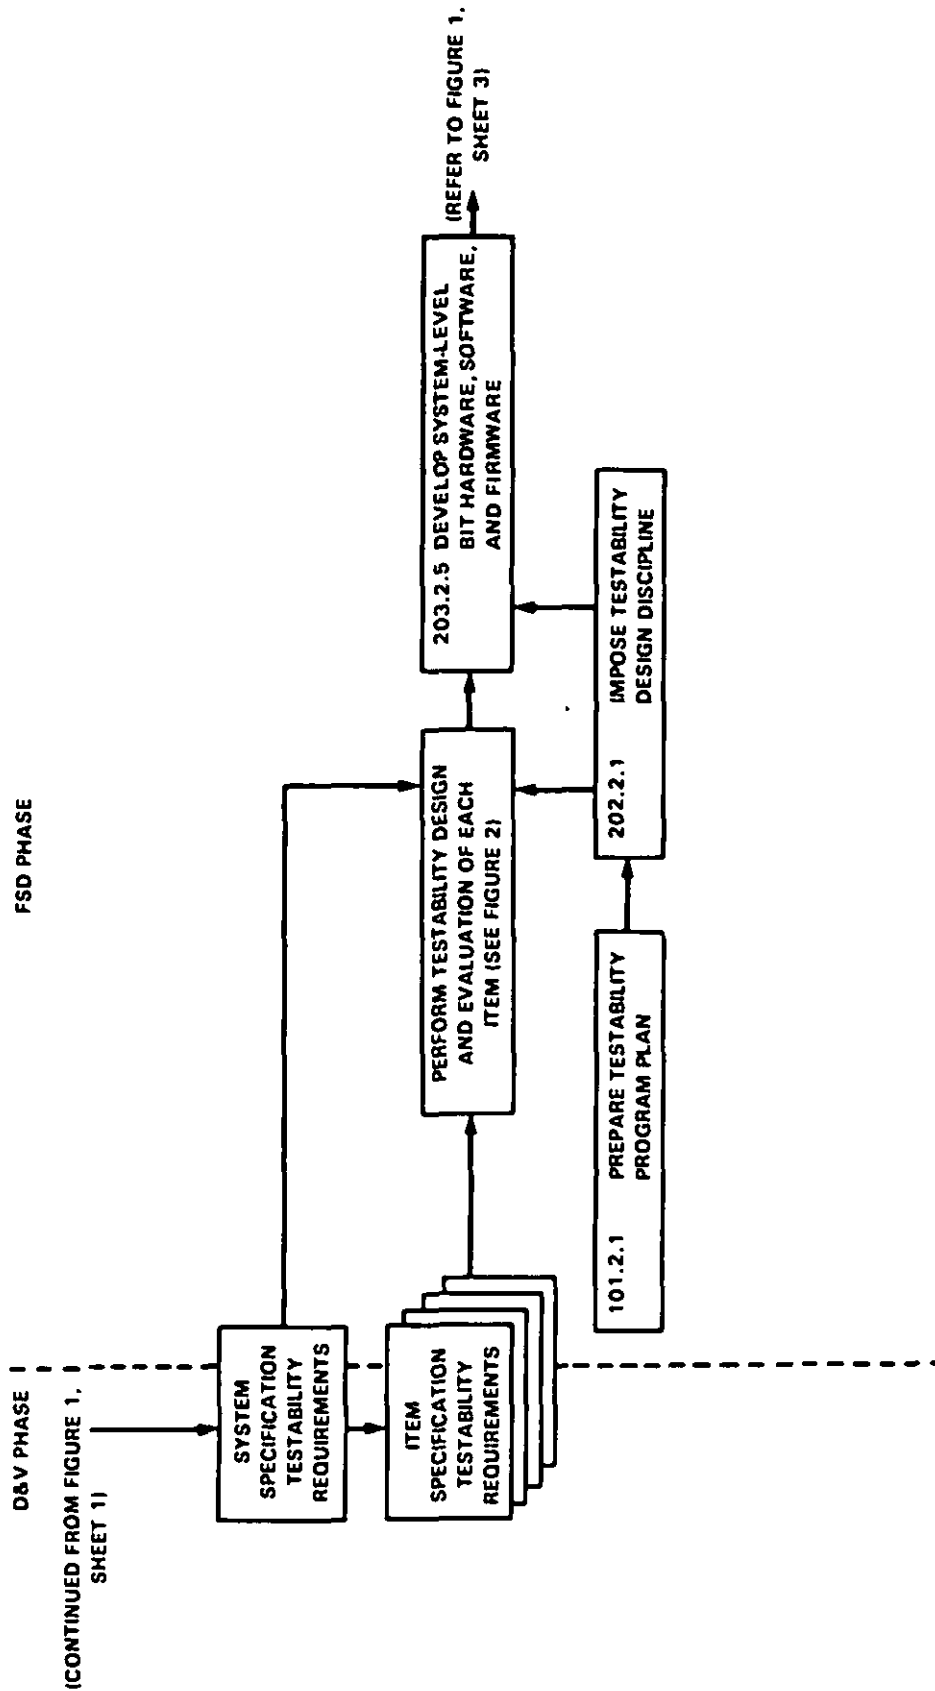 D&V PHASE
FSD PHASE
(CONTINUED FROM FIGURE 1,
SHEET 1)
SYSTEM
SPECIFICATION
TESTABILITY
REQUIREMENTS
ITEM
SPECIFICATION
TESTABILITY
REQUIREMENTS
PERFORM TESTABILITY DESIGN
AND EVALUATION OF EACH
ITEM (SEE FIGURE 2)
203.2.5 DEVELOP SYSTEM-LEVEL
BIT HARDWARE, SOFTWARE,
AND FIRMWARE
(REFER TO FIGURE 1,
SHEET 3)
101.2.1 PREPARE TESTABILITY
PROGRAM PLAN
202.2.1 IMPOSE TESTABILITY
DESIGN DISCIPLINE